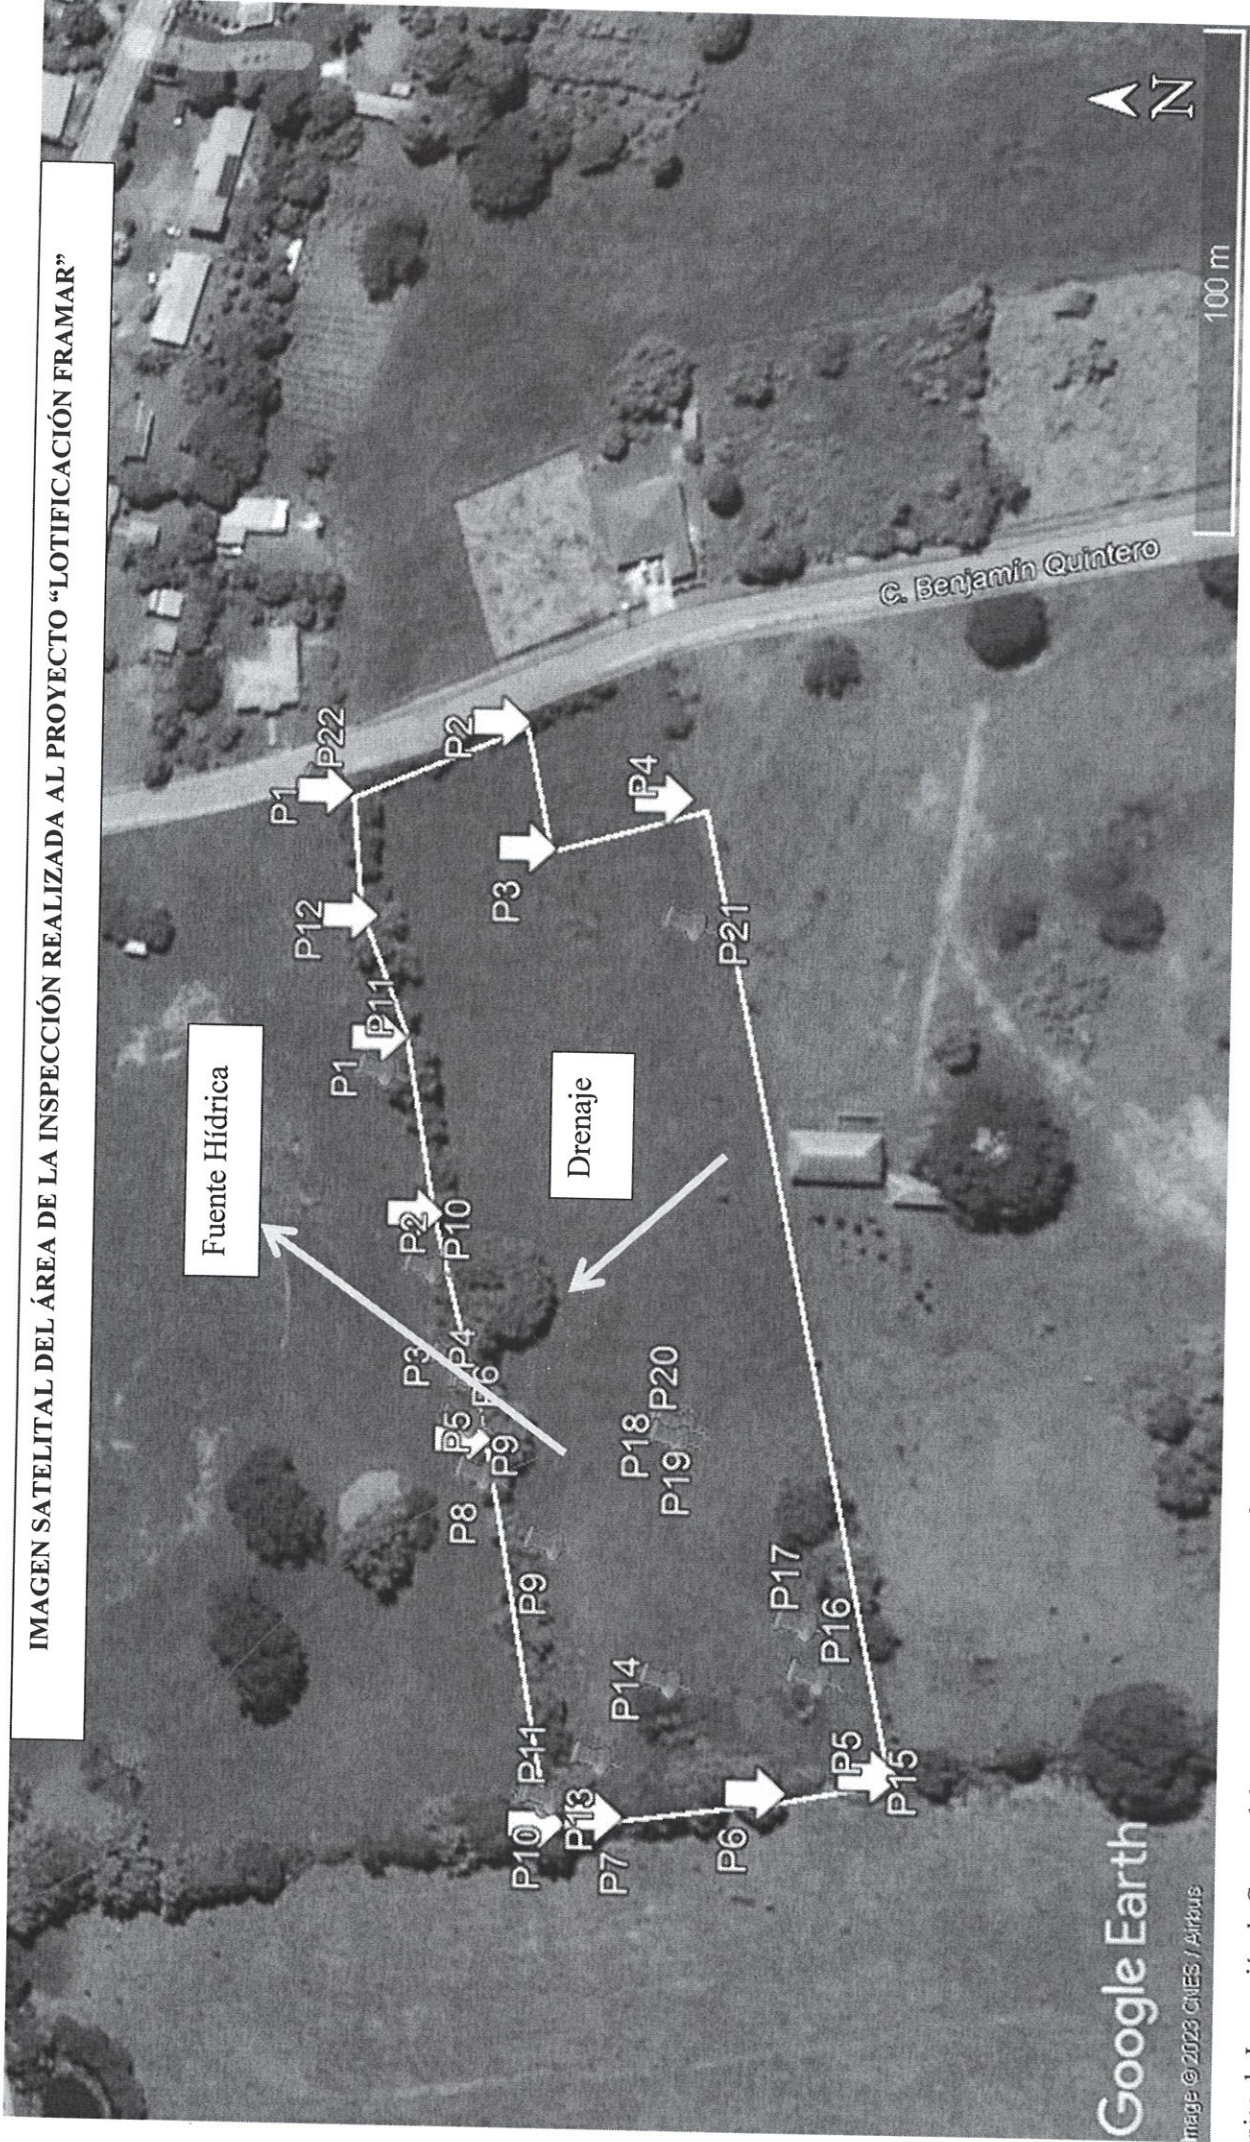 IMAGEN SATELITAL DEL ÁREA DE LA INSPECCIÓN REALIZADA AL PROYECTO “LOTIFICACIÓN FRAMAR”
Fuente Hídrica
Drenaje
P1
P22
P12
P2
P11
P1
P3
P4
P2
P10
P21
P3
P4
P6
P5
P9
P8
P18
P20
P19
P9
P17
P16
P14
P11
P10
P13
P7
P6
P5
P15
C. Benjamín Quintero
N
100 m
Google Earth
Image © 2023 CNES / Airbus